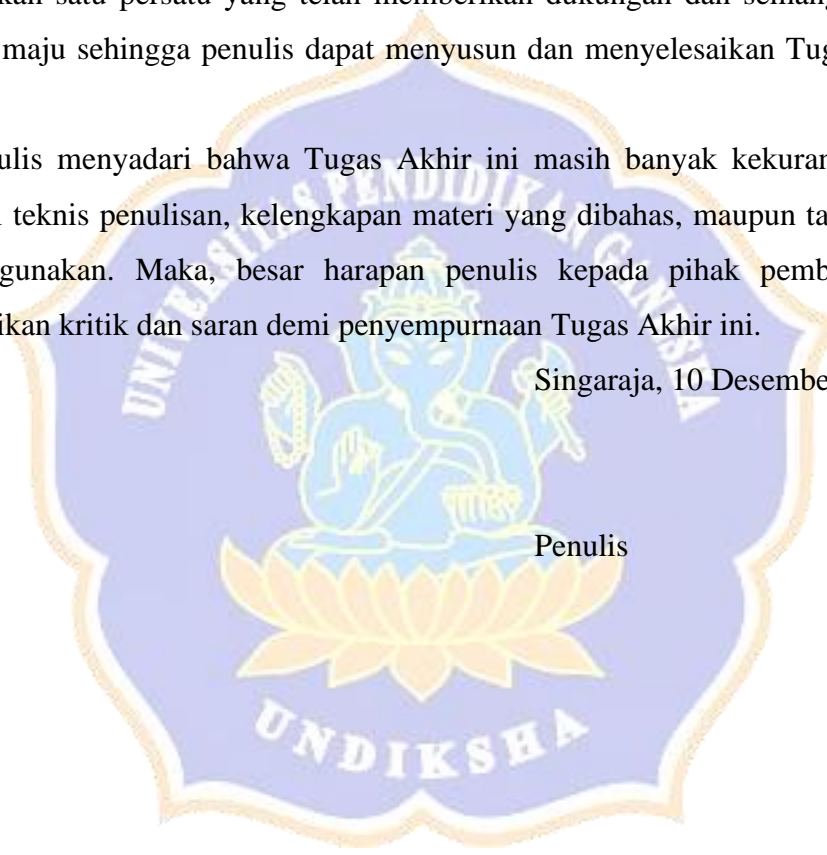 kan satu persatu yang telah memberikan dukungan dan semang
maju sehingga penulis dapat menyusun dan menyelesaikan Tug
ulis menyadari bahwa Tugas Akhir ini masih banyak kekuran
teknis penulisan, kelengkapan materi yang dibahas, maupun ta
gunakan. Maka, besar harapan penulis kepada pihak pemb
ikan kritik dan saran demi penyempurnaan Tugas Akhir ini.
Singaraja, 10 Desembe
Penulis
UNIVERSITAS PENDIDIKAN GANESHA
UNDIKSHA